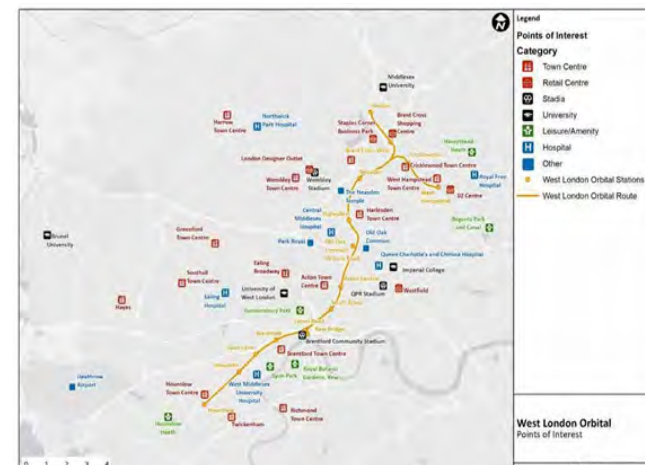 N
Middlesex
University
Harrow
Town Centre
Northwick
Park Hospital
Staples Corner
Business Park
Brent Cross
Shopping
Centre
Hampstead
Heath
London Designer Outlet
Cricklewood Town Centre
Wembley
Town Centre
Wembley
Stadium
West Hampstead
Town Centre
Royal Free
Hospital
The Neasden
Temple
O2 Centre
Central
Middlesex
Hospital
Harlesden
Town Centre
Regents Park
and Canal
Brunel
University
Greenford
Town Centre
Park Royal
Old Oak
Common
Queen Charlotte's and Chelsea Hospital
Ealing
Broadway
Imperial College
Southall
Town Centre
Acton Town
Centre
Ealing
Hospital
University of
West London
QPR Stadium
Westfield
Hayes
Gunnersbury Park
Kew Bridge
Brentford Community Stadium
Brentford Town Centre
Heathrow
Airport
Syon Park
Royal Botanic
Gardens, Kew
Hounslow
Town Centre
West Middlesex
University
Hospital
Hounslow
Heath
Twickenham
Richmond
Town Centre
0 1 2 3 4
Legend
Points of Interest
Category
Town Centre
Retail Centre
Stadia
University
Leisure/Amenity
Hospital
Other
West London Orbital Stations
West London Orbital Route
West London Orbital
Points of Interest